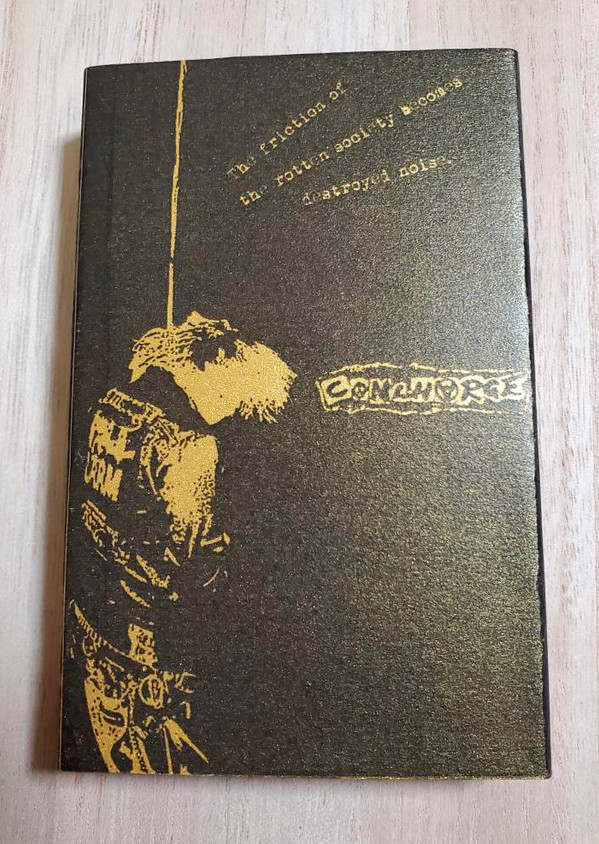 The friction of
the rotten society becomes
destroyed noise.